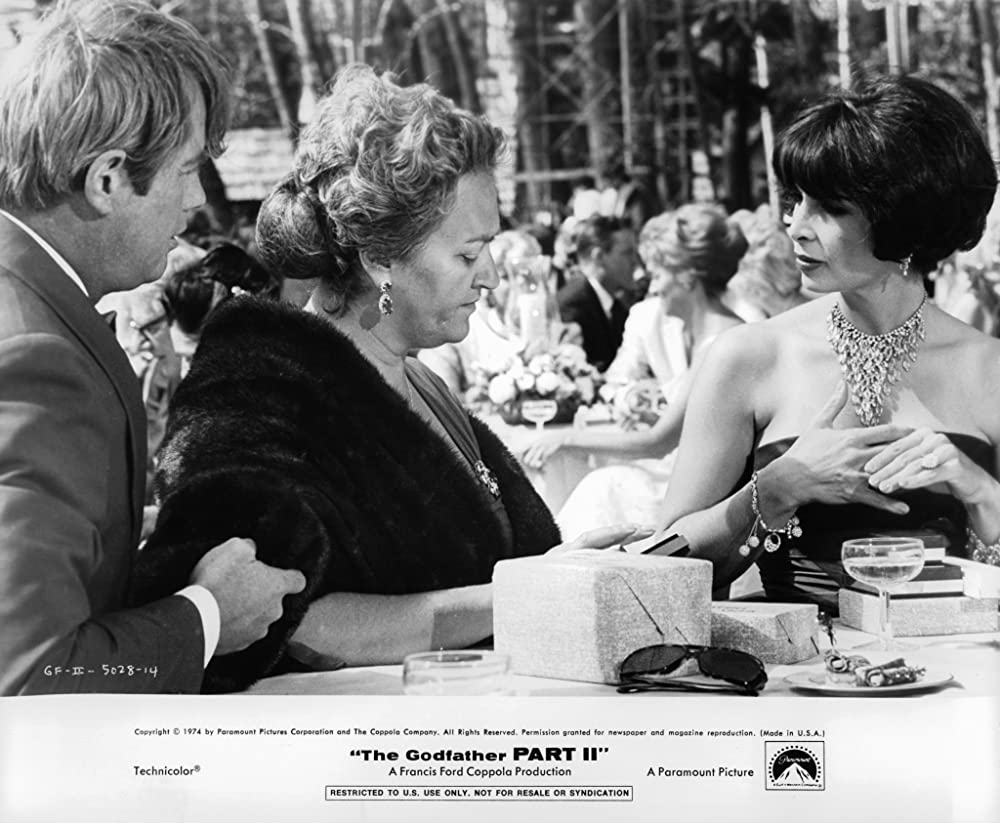 GF-II-5028-14
Copyright © 1974 by Paramount Pictures Corporation and The Coppola Company. All Rights Reserved. Permission granted for newspaper and magazine reproduction. (Made in U.S.A.)
"The Godfather PART II"
Technicolor®
A Francis Ford Coppola Production
A Paramount Picture
Paramount
RESTRICTED TO U.S. USE ONLY. NOT FOR RESALE OR SYNDICATION